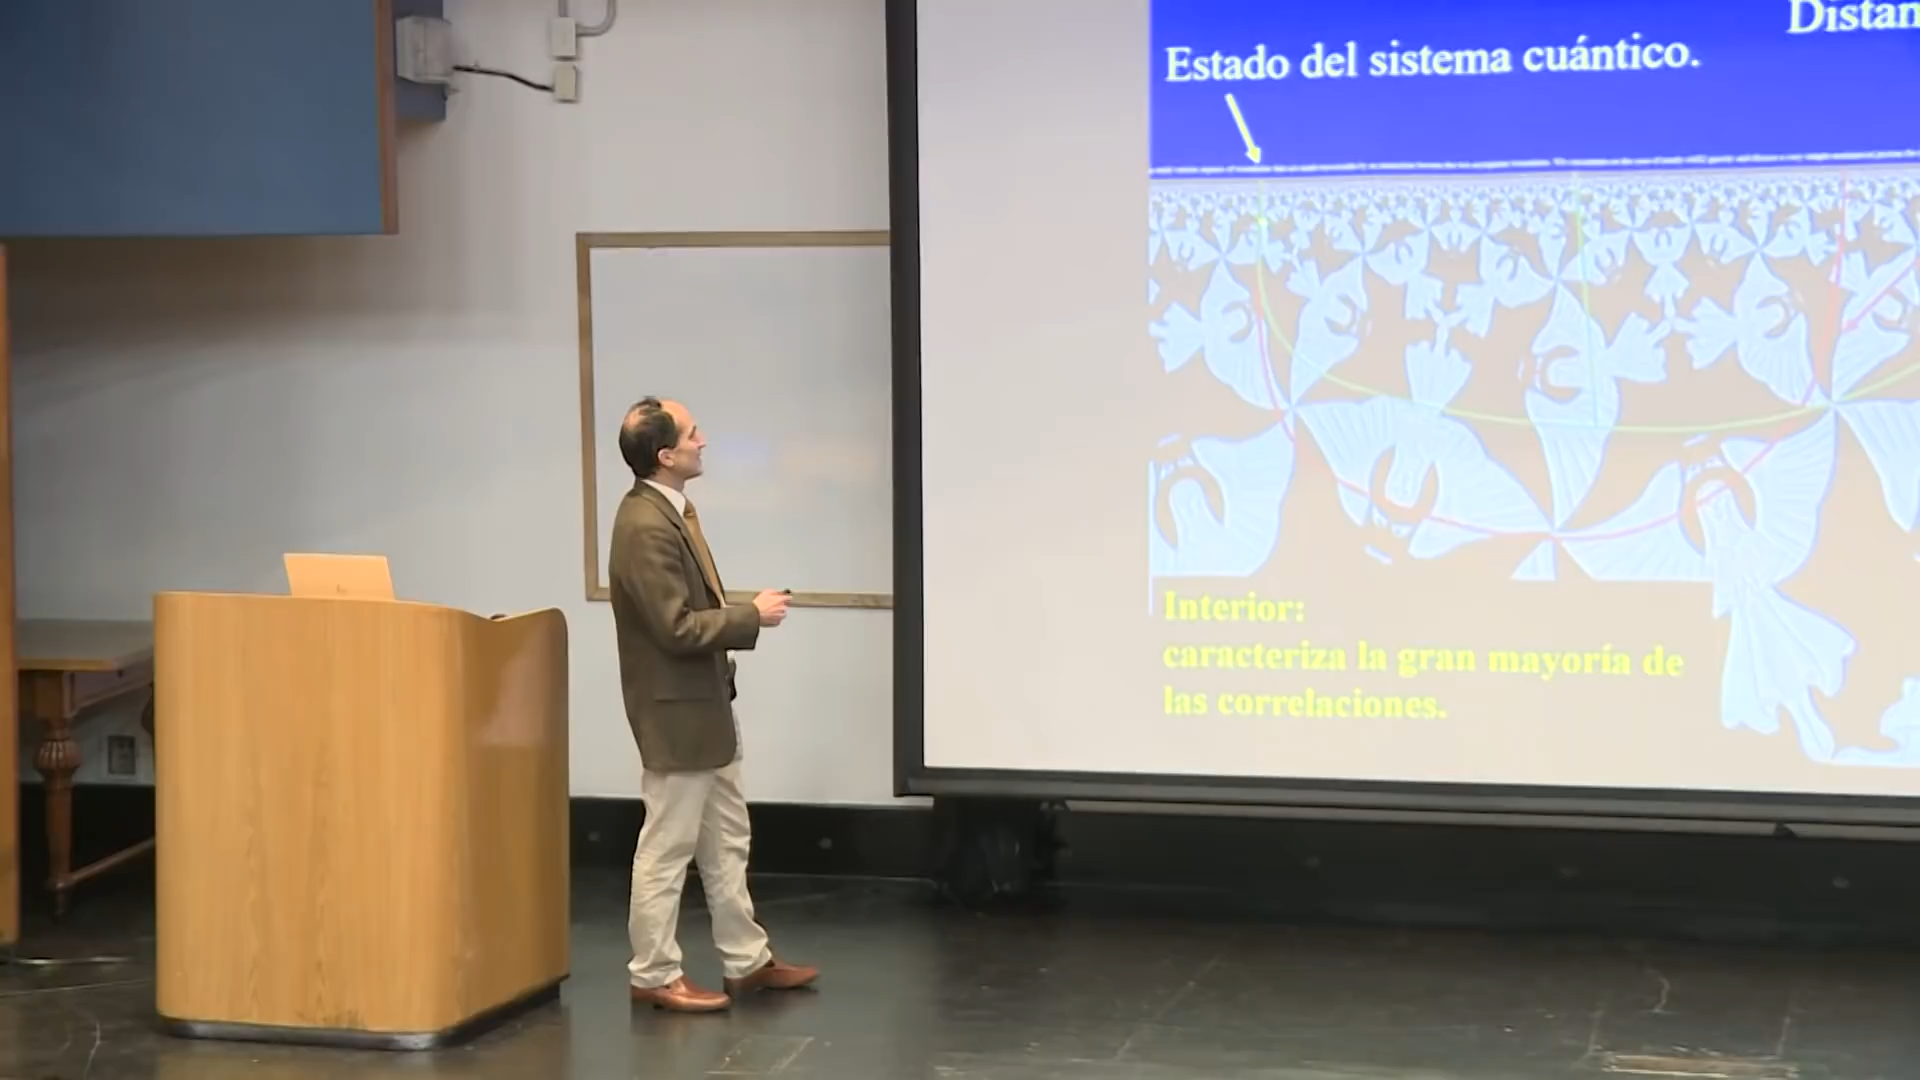 Distan
Estado del sistema cuántico.
Interior:
caracteriza la gran mayoría de
las correlaciones.